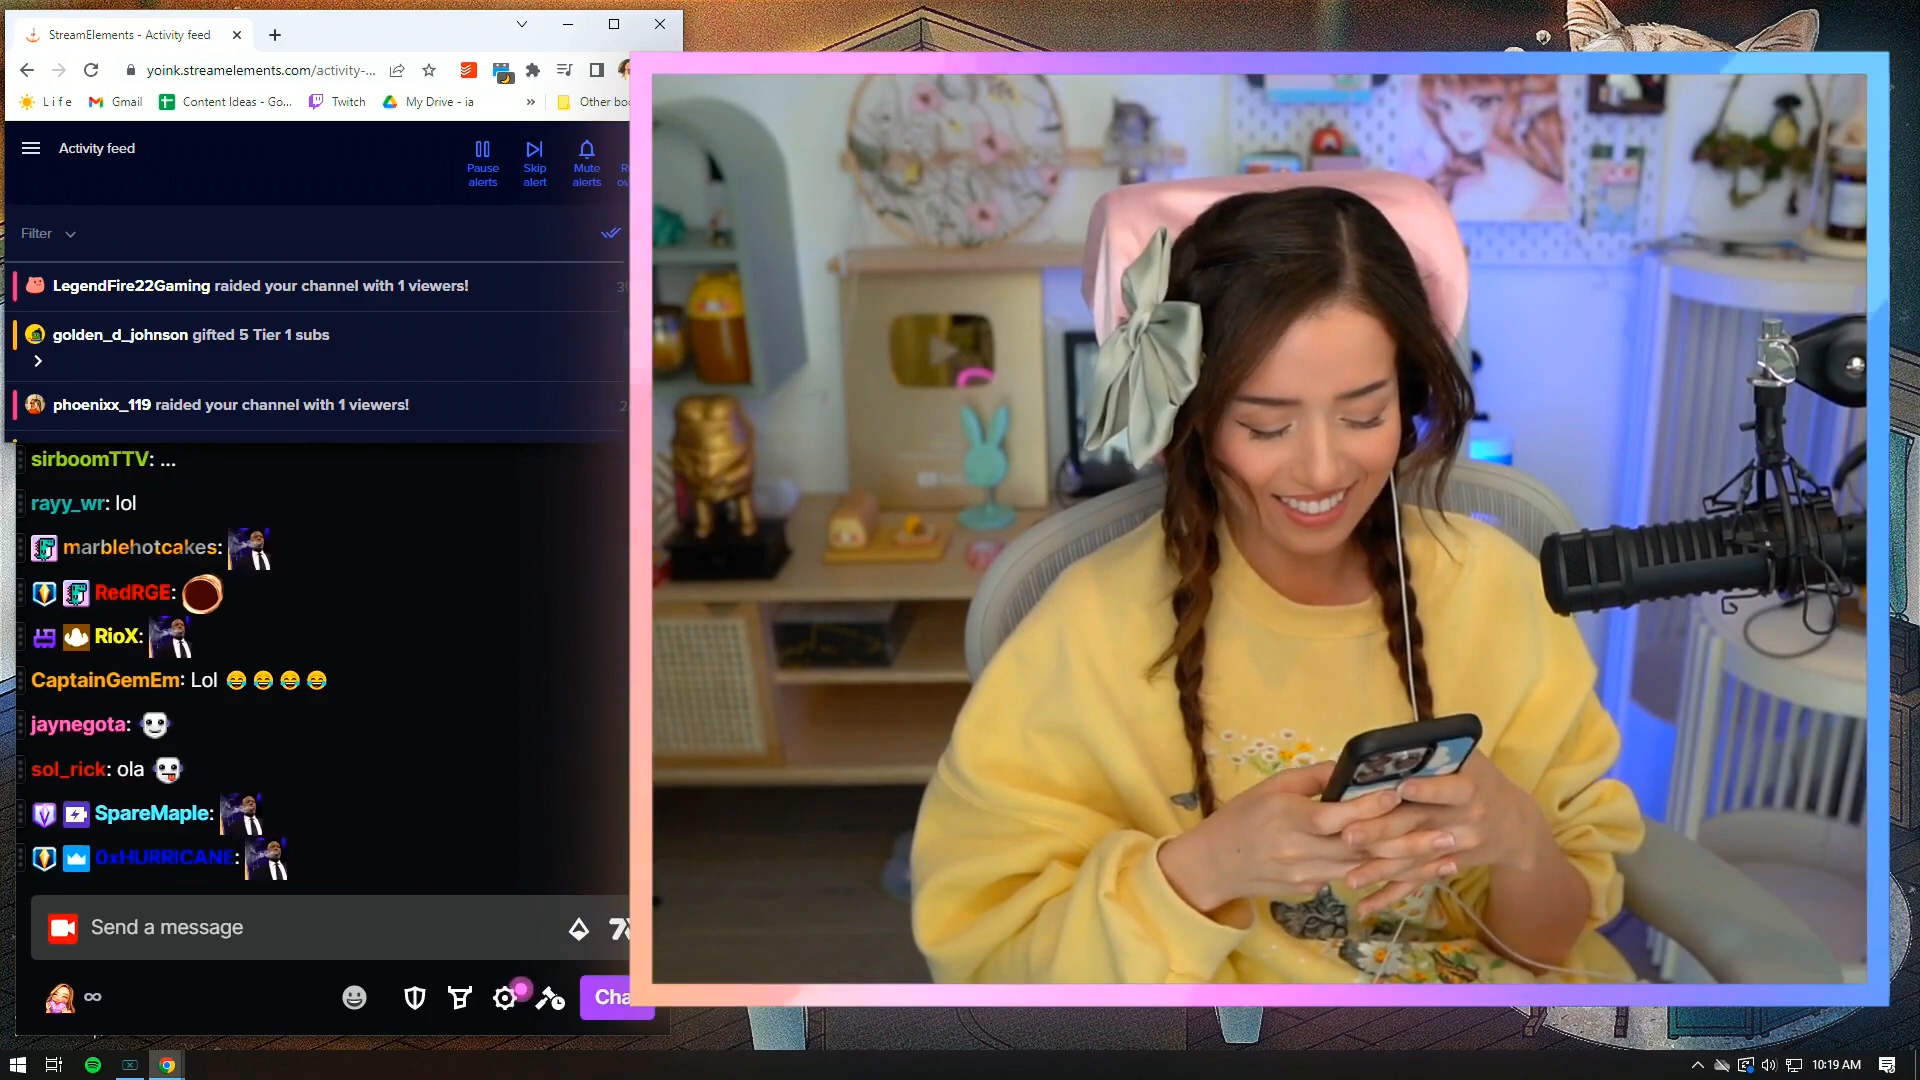 StreamElements - Activity feed
yoink.streamelements.com/activity-...
Life
Gmail
Content Ideas - Go...
Twitch
My Drive - ia
»
Other bo
Activity feed
Pause alerts
Skip alert
Mute alerts
Filter
LegendFire22Gaming raided your channel with 1 viewers!
golden_d_johnson gifted 5 Tier 1 subs
phoenixx_119 raided your channel with 1 viewers!
sirboomTTV: ...
rayy_wr: lol
marblehotcakes:
RedRGE:
RioX:
CaptainGemEm: Lol 😂 😂 😂 😂
jaynegota:
sol_rick: ola
SpareMaple:
0xHURRICANE:
Send a message
∞
Cha
10:19 AM